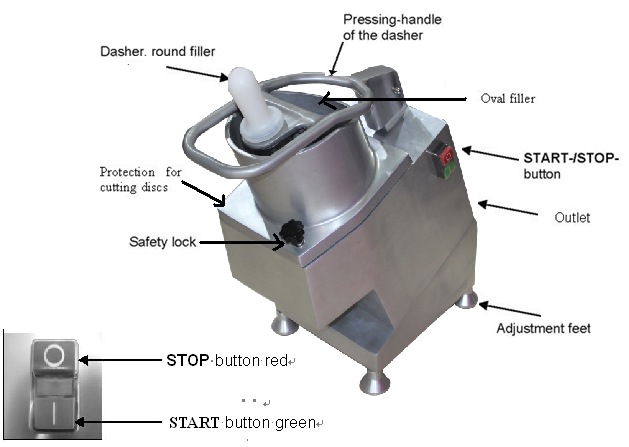 Pressing-handle
of the dasher
Dasher. round filler
Oval filler
START-/STOP-
button
Protection for
cutting discs
Outlet
Safety lock
Adjustment feet
STOP button red
START button green